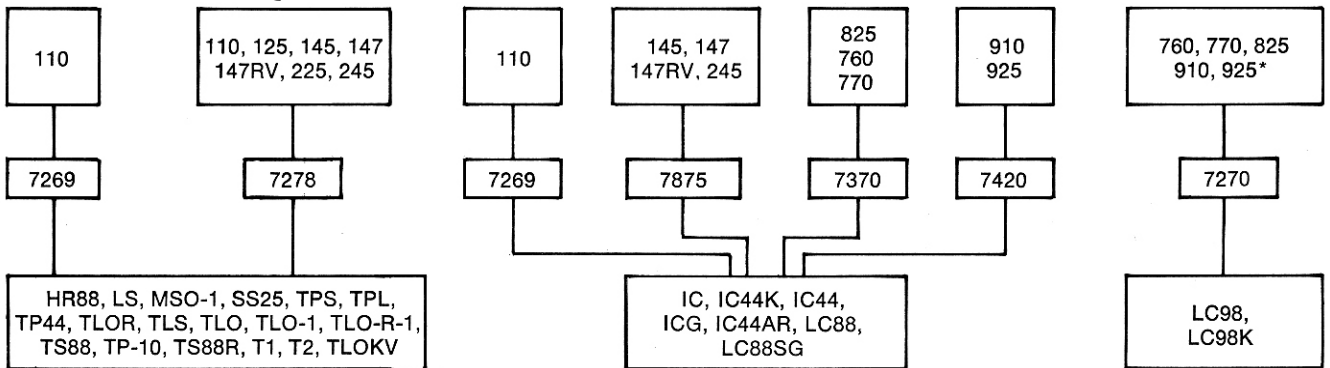 110
110, 125, 145, 147
147RV, 225, 245
110
145, 147
147RV, 245
825
760
770
910
925
760, 770, 825
910, 925*
7269
7278
7269
7875
7370
7420
7270
HR88, LS, MSO-1, SS25, TPS, TPL,
TP44, TLOR, TLS, TLO, TLO-1, TLO-R-1,
TS88, TP-10, TS88R, T1, T2, TLOKV
IC, IC44K, IC44,
ICG, IC44AR, LC88,
LC88SG
LC98,
LC98K